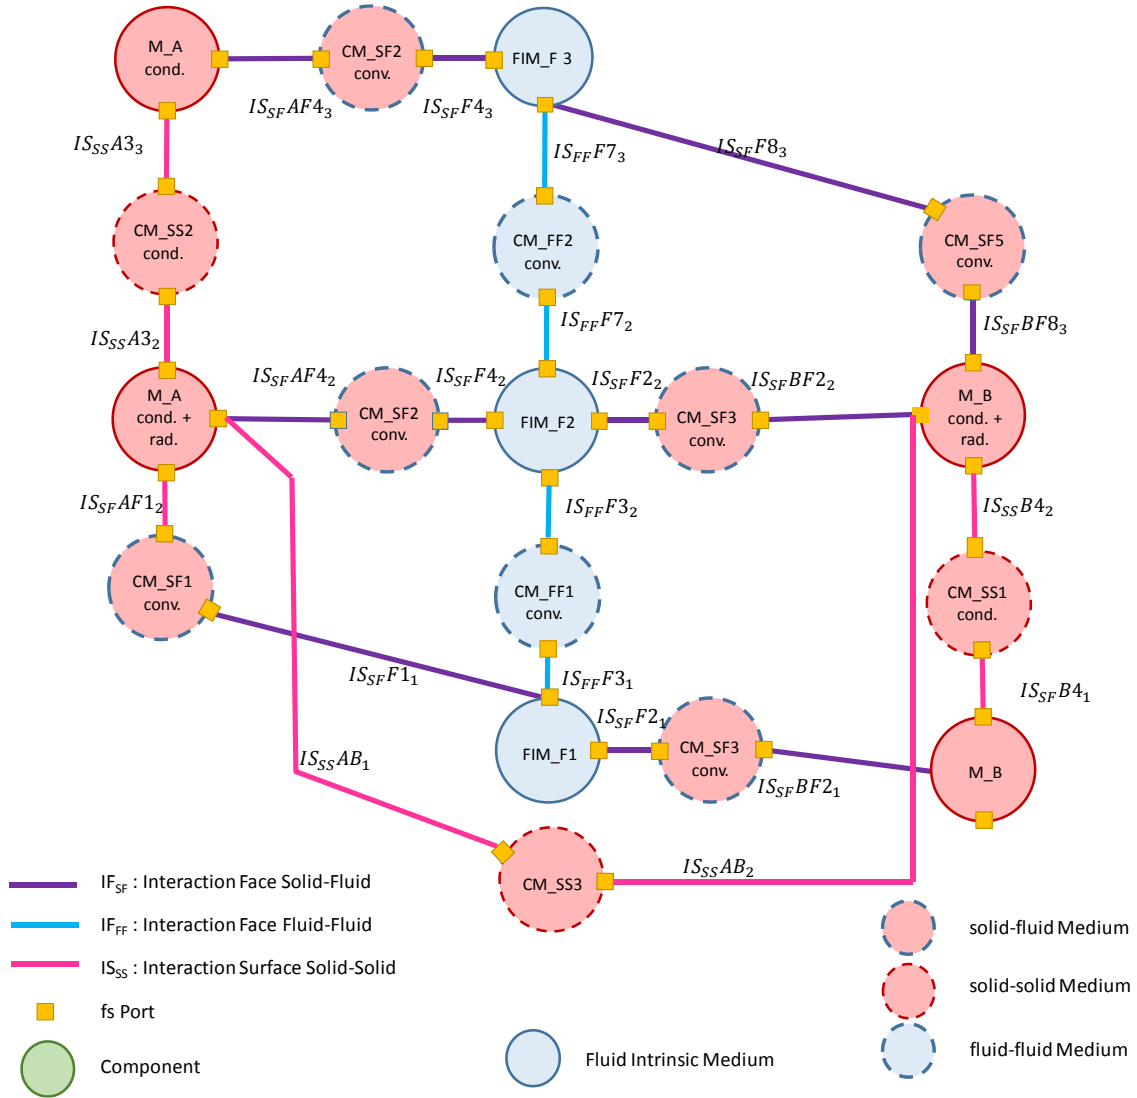 M_A
cond.
CM_SF2
conv.
FIM_F 3
IS_SF AF4_3
IS_SF F4_3
IS_SS A3_3
IS_FF F7_3
IS_SF F8_3
CM_SS2
cond.
CM_FF2
conv.
CM_SF5
conv.
IS_SF BF8_3
IS_FF F7_2
IS_SS A3_2
IS_SF AF4_2
IS_SF F4_2
IS_SF F2_2
IS_SF BF2_2
M_A
cond. +
rad.
CM_SF2
conv.
FIM_F2
CM_SF3
conv.
M_B
cond. +
rad.
IS_SF AF1_2
IS_FF F3_2
IS_SS B4_2
CM_SF1
conv.
CM_FF1
conv.
CM_SS1
cond.
IS_SF F1_1
IS_FF F3_1
IS_SF B4_1
IS_SF F2_1
FIM_F1
CM_SF3
conv.
M_B
IS_SS AB_1
IS_SF BF2_1
CM_SS3
IS_SS AB_2
IF_SF : Interaction Face Solid-Fluid
IF_FF : Interaction Face Fluid-Fluid
IS_SS : Interaction Surface Solid-Solid
fs Port
Component
Fluid Intrinsic Medium
solid-fluid Medium
solid-solid Medium
fluid-fluid Medium